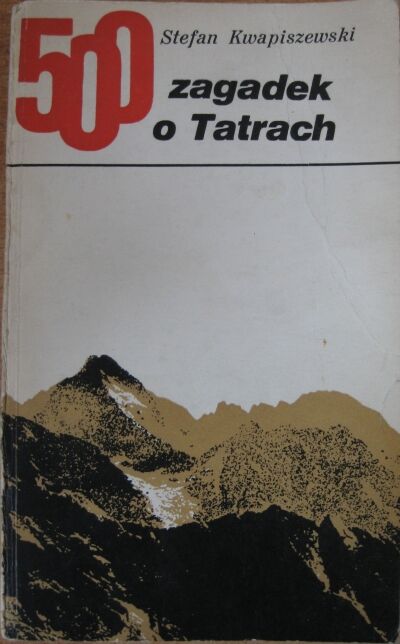 500 Stefan Kwapiszewski
zagadek
o Tatrach